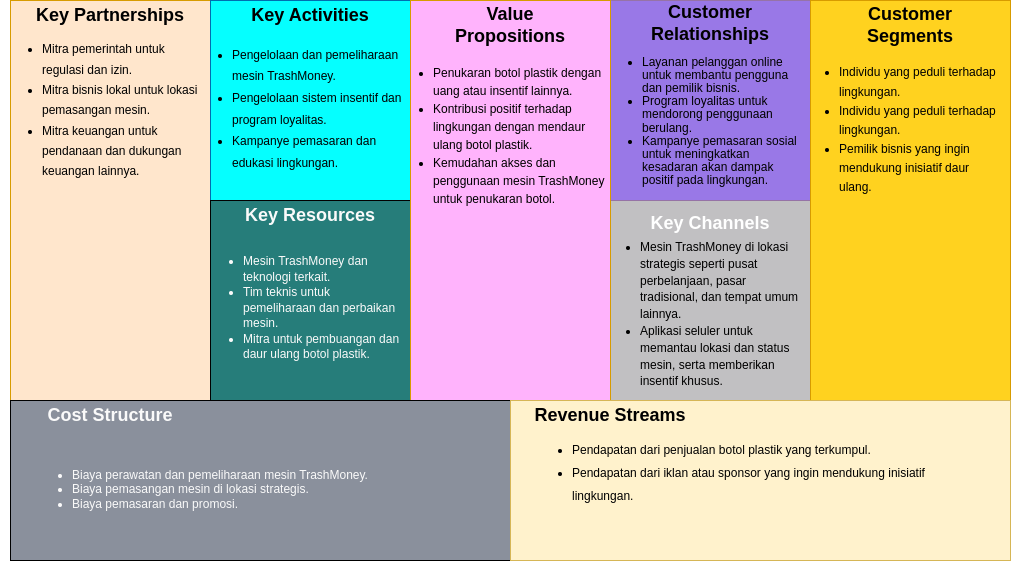 Key Partnerships
Mitra pemerintah untuk
regulasi dan izin.
Mitra bisnis lokal untuk lokasi
pemasangan mesin.
Mitra keuangan untuk
pendanaan dan dukungan
keuangan lainnya.
Key Activities
Pengelolaan dan pemeliharaan
mesin TrashMoney.
Pengelolaan sistem insentif dan
program loyalitas.
Kampanye pemasaran dan
edukasi lingkungan.
Key Resources
Mesin TrashMoney dan
teknologi terkait.
Tim teknis untuk
pemeliharaan dan perbaikan
mesin.
Mitra untuk pembuangan dan
daur ulang botol plastik.
Value
Propositions
Penukaran botol plastik dengan
uang atau insentif lainnya.
Kontribusi positif terhadap
lingkungan dengan mendaur
ulang botol plastik.
Kemudahan akses dan
penggunaan mesin TrashMoney
untuk penukaran botol.
Customer
Relationships
Layanan pelanggan online
untuk membantu pengguna
dan pemilik bisnis.
Program loyalitas untuk
mendorong penggunaan
berulang.
Kampanye pemasaran sosial
untuk meningkatkan
kesadaran akan dampak
positif pada lingkungan.
Key Channels
Mesin TrashMoney di lokasi
strategis seperti pusat
perbelanjaan, pasar
tradisional, dan tempat umum
lainnya.
Aplikasi seluler untuk
memantau lokasi dan status
mesin, serta memberikan
insentif khusus.
Customer
Segments
Individu yang peduli terhadap
lingkungan.
Individu yang peduli terhadap
lingkungan.
Pemilik bisnis yang ingin
mendukung inisiatif daur
ulang.
Cost Structure
Biaya perawatan dan pemeliharaan mesin TrashMoney.
Biaya pemasangan mesin di lokasi strategis.
Biaya pemasaran dan promosi.
Revenue Streams
Pendapatan dari penjualan botol plastik yang terkumpul.
Pendapatan dari iklan atau sponsor yang ingin mendukung inisiatif
lingkungan.